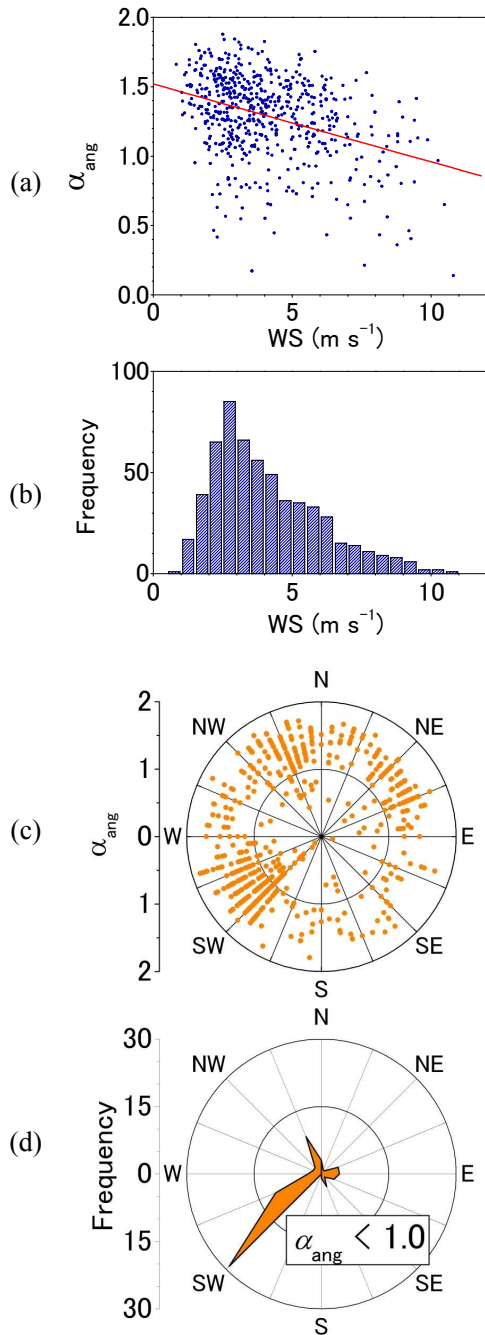 (a)
α_ang
2.0
1.5
1.0
0.5
0.0
0 5 10
WS (m s⁻¹)
(b)
Frequency
100
50
0
0 5 10
WS (m s⁻¹)
(c)
α_ang
2
1
0
1
2
N
NW NE
W E
SW SE
S
(d)
Frequency
30
15
0
15
30
N
NW NE
W E
α_ang < 1.0
SW SE
S